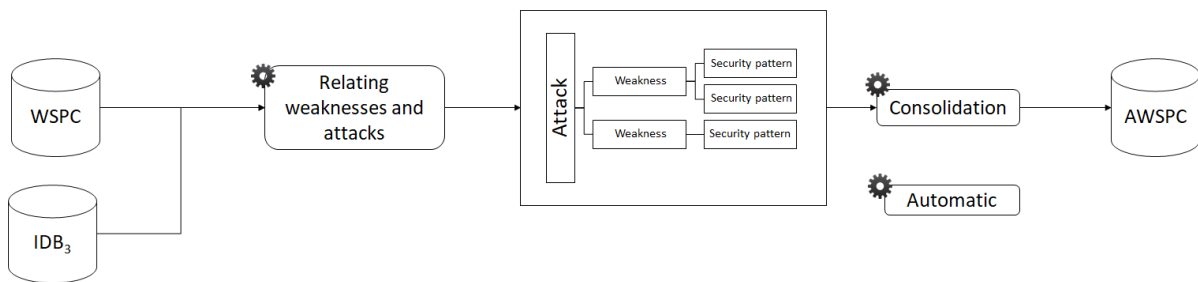 WSPC
IDB₃
Relating
weaknesses and
attacks
Attack
Weakness
Security pattern
Security pattern
Weakness
Security pattern
Consolidation
Automatic
AWSPC